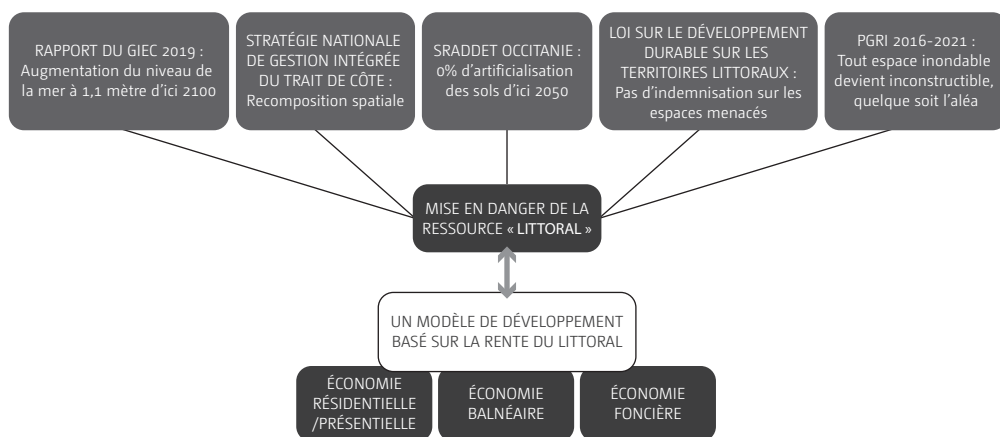 RAPPORT DU GIEC 2019 :
Augmentation du niveau de
la mer à 1,1 mètre d'ici 2100
STRATÉGIE NATIONALE
DE GESTION INTÉGRÉE
DU TRAIT DE CÔTE :
Recomposition spatiale
SRADDET OCCITANIE :
0% d'artificialisation
des sols d'ici 2050
LOI SUR LE DÉVELOPPEMENT
DURABLE SUR LES
TERRITOIRES LITTORAUX :
Pas d'indemnisation sur les
espaces menacés
PGRI 2016-2021 :
Tout espace inondable
devient inconstructible,
quelque soit l'aléa
MISE EN DANGER DE LA
RESSOURCE « LITTORAL »
UN MODÈLE DE DÉVELOPPEMENT
BASÉ SUR LA RENTE DU LITTORAL
ÉCONOMIE
RÉSIDENTIELLE
/PRÉSENTIELLE
ÉCONOMIE
BALNÉAIRE
ÉCONOMIE
FONCIÈRE